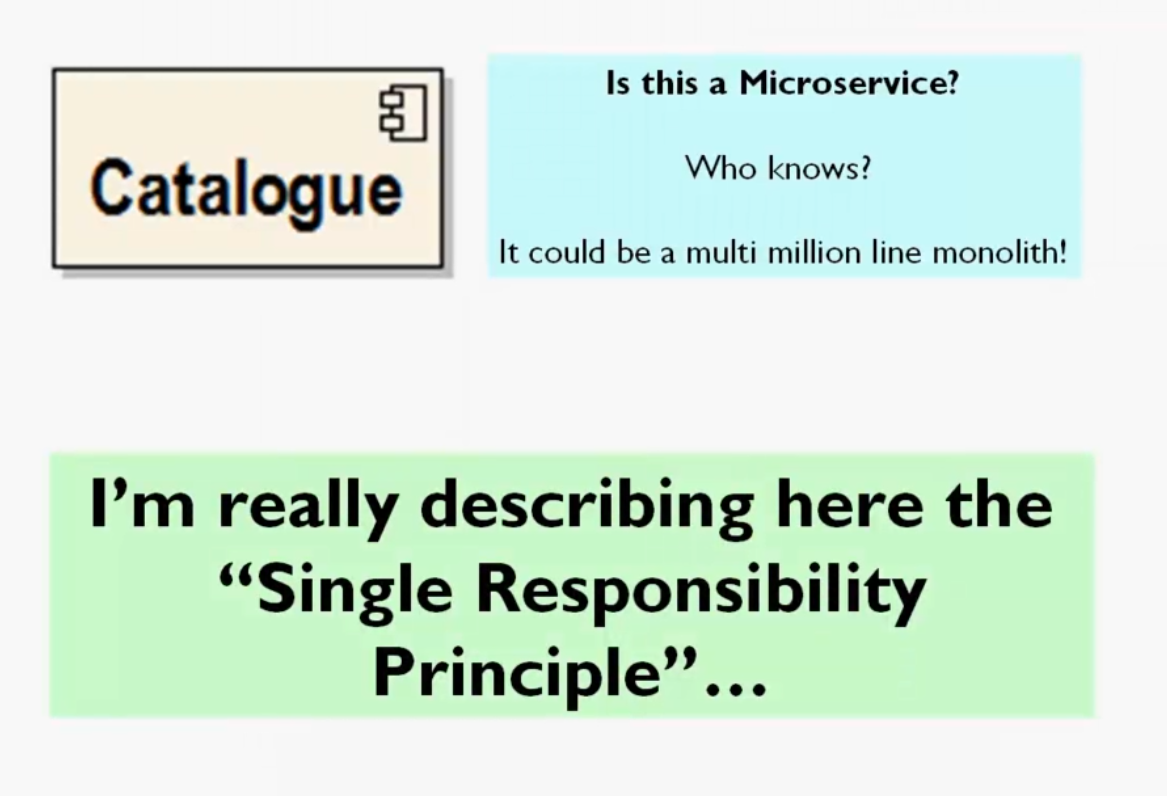 Catalogue
Is this a Microservice?
Who knows?
It could be a multi million line monolith!
I’m really describing here the
“Single Responsibility
Principle”…